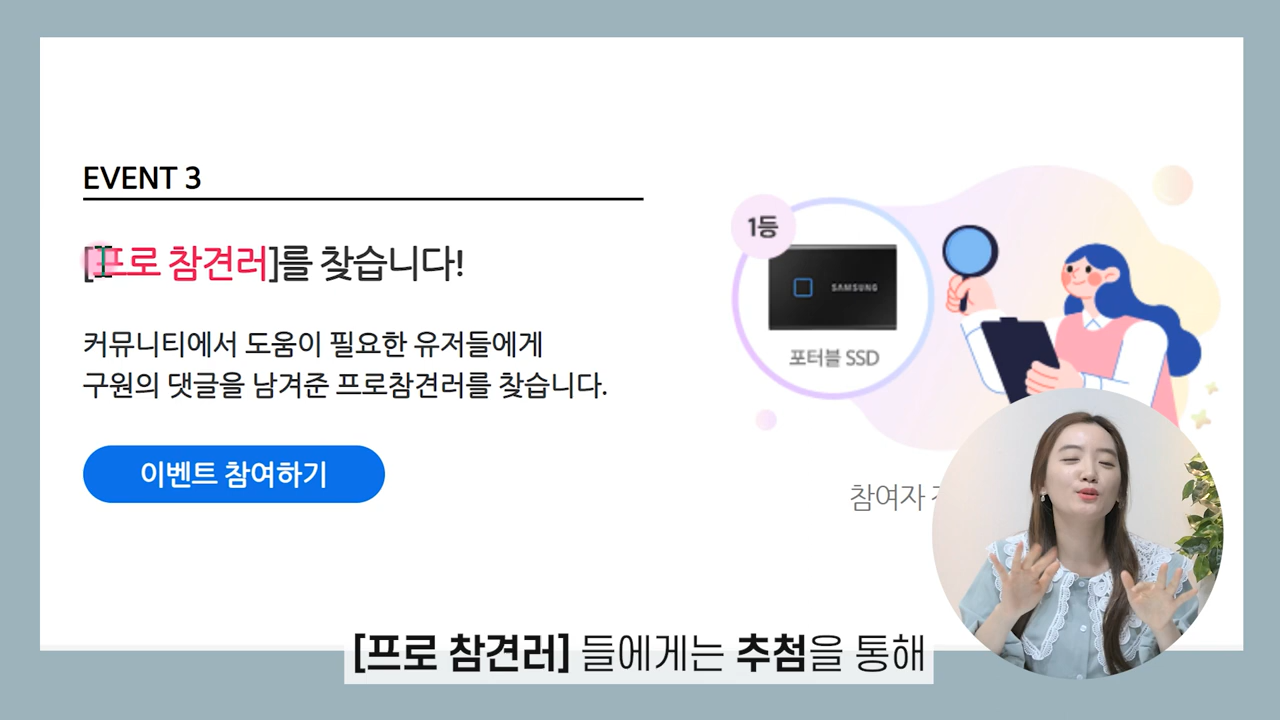 EVENT 3
[프로 참견러]를 찾습니다!
커뮤니티에서 도움이 필요한 유저들에게
구원의 댓글을 남겨준 프로참견러를 찾습니다.
이벤트 참여하기
1등
SAMSUNG
포터블 SSD
참여자
[프로 참견러] 들에게는 추첨을 통해